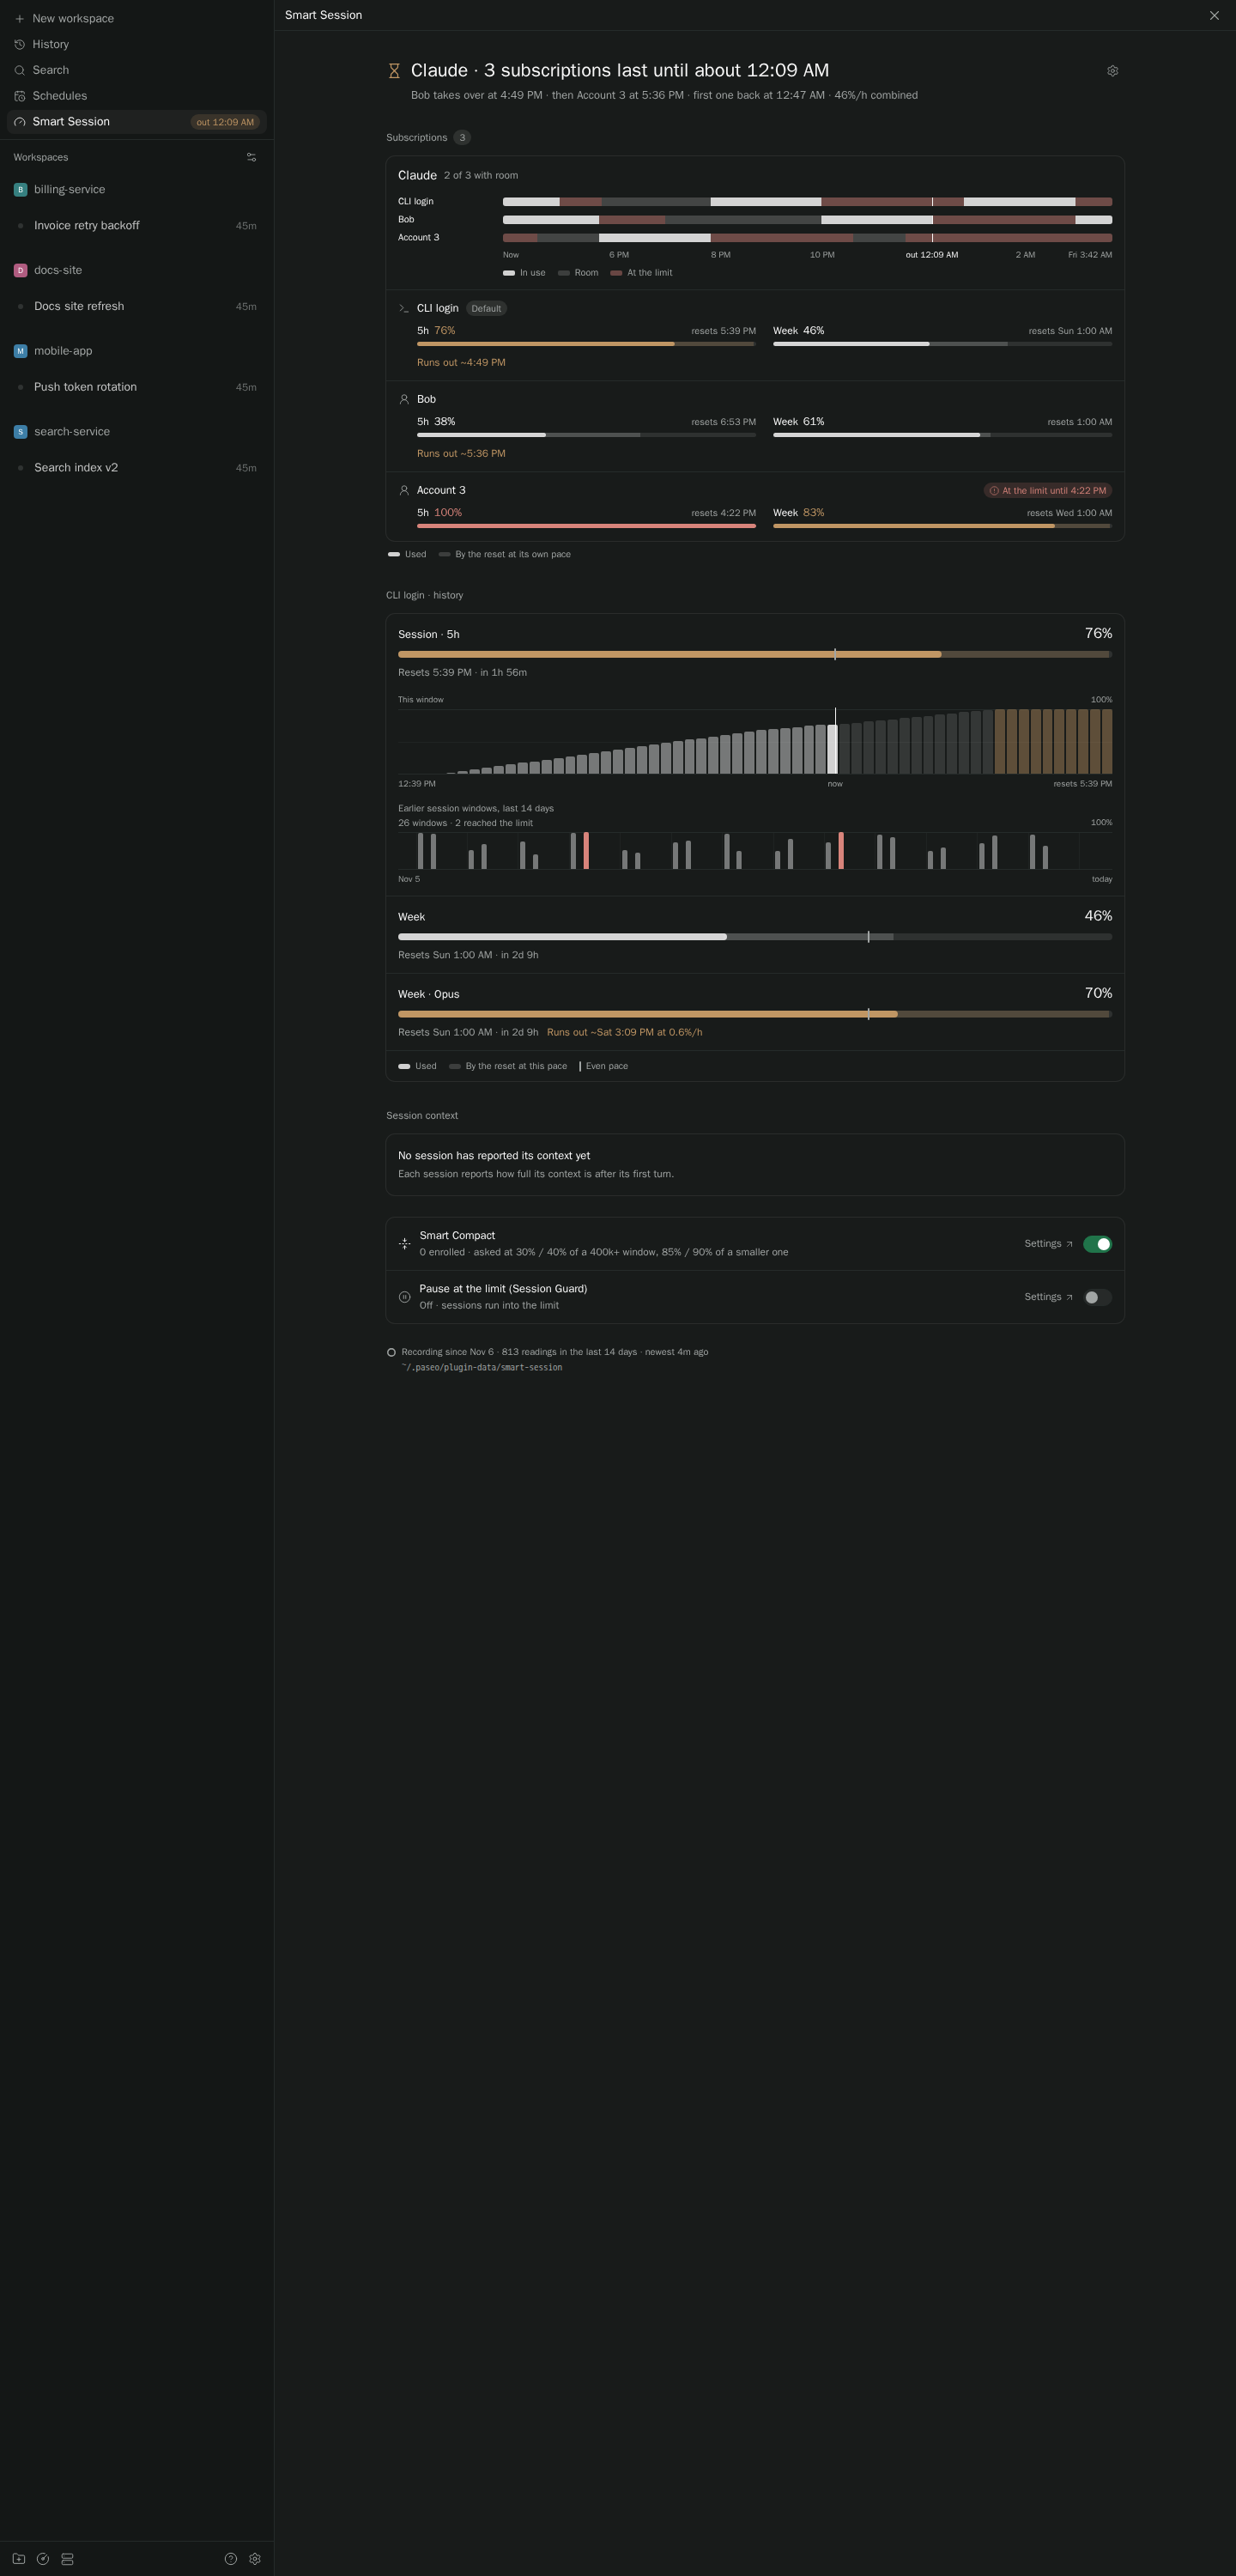 New workspace
History
Search
Schedules
Smart Session out 12:09 AM
Workspaces
B billing-service
Invoice retry backoff 45m
D docs-site
Docs site refresh 45m
M mobile-app
Push token rotation 45m
S search-service
Search index v2 45m
Smart Session
Claude · 3 subscriptions last until about 12:09 AM
Bob takes over at 4:49 PM · then Account 3 at 5:36 PM · first one back at 12:47 AM · 46%/h combined
Subscriptions 3
Claude 2 of 3 with room
CLI login
Bob
Account 3
Now 6 PM 8 PM 10 PM out 12:09 AM 2 AM Fri 3:42 AM
In use Room At the limit
CLI login Default
5h 76% resets 5:39 PM Week 46% resets Sun 1:00 AM
Runs out ~4:49 PM
Bob
5h 38% resets 6:53 PM Week 61% resets 1:00 AM
Runs out ~5:36 PM
Account 3 At the limit until 4:22 PM
5h 100% resets 4:22 PM Week 83% resets Wed 1:00 AM
Used By the reset at its own pace
CLI login · history
Session · 5h 76%
Resets 5:39 PM · in 1h 56m
This window 100%
12:39 PM now resets 5:39 PM
Earlier session windows, last 14 days
26 windows · 2 reached the limit 100%
Nov 5 today
Week 46%
Resets Sun 1:00 AM · in 2d 9h
Week · Opus 70%
Resets Sun 1:00 AM · in 2d 9h Runs out ~Sat 3:09 PM at 0.6%/h
Used By the reset at this pace Even pace
Session context
No session has reported its context yet
Each session reports how full its context is after its first turn.
Smart Compact
0 enrolled · asked at 30% / 40% of a 400k+ window, 85% / 90% of a smaller one
Settings
Pause at the limit (Session Guard)
Off · sessions run into the limit
Settings
Recording since Nov 6 · 813 readings in the last 14 days · newest 4m ago
~/.paseo/plugin-data/smart-session